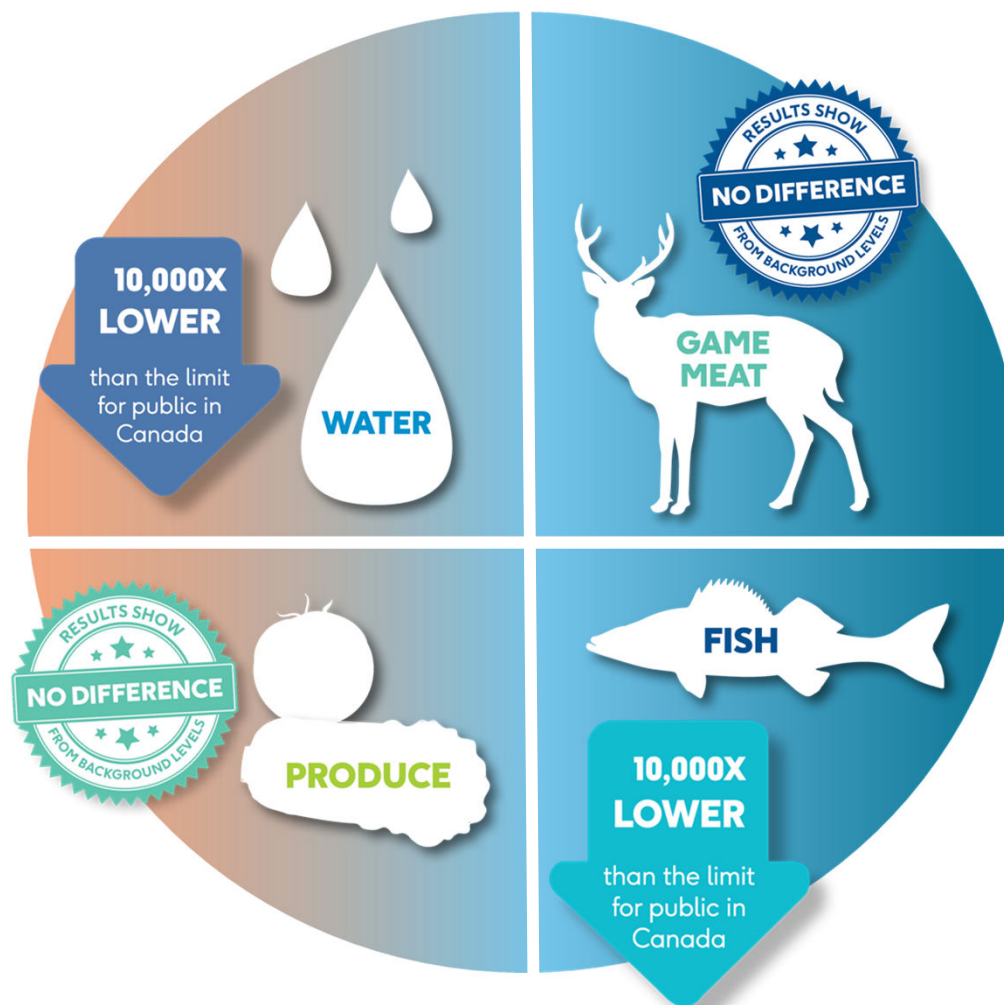 10,000X
LOWER
than the limit
for public in
Canada
WATER
RESULTS SHOW
NO DIFFERENCE
FROM BACKGROUND LEVELS
GAME
MEAT
RESULTS SHOW
NO DIFFERENCE
FROM BACKGROUND LEVELS
PRODUCE
FISH
10,000X
LOWER
than the limit
for public in
Canada